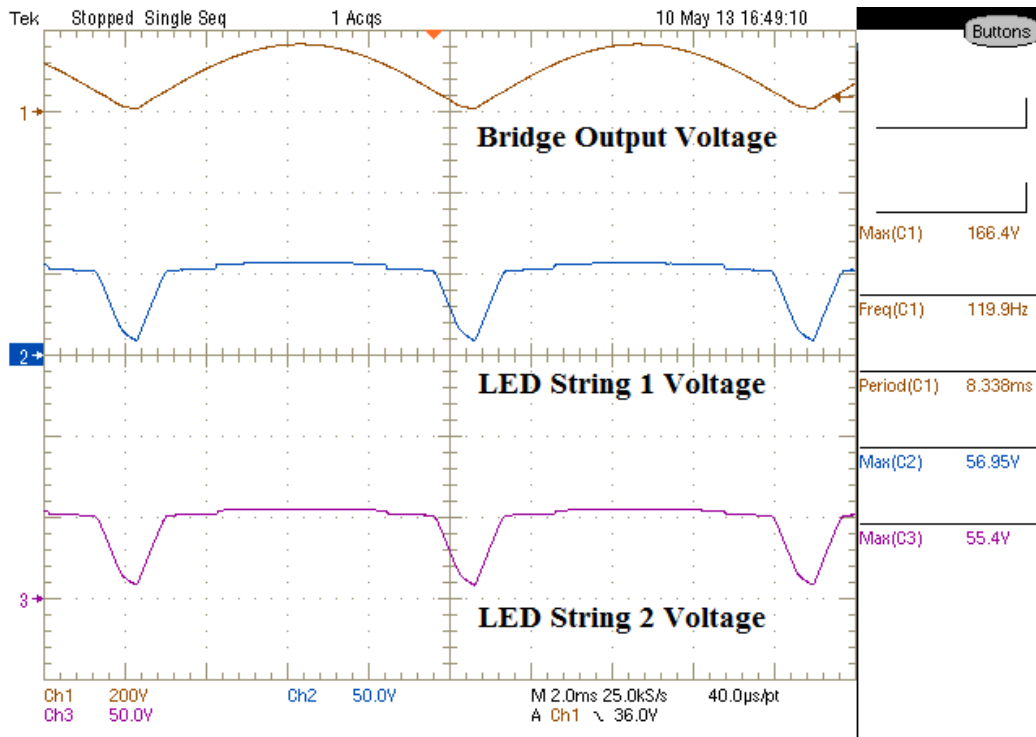 Tek Stopped Single Seq 1 Acqs 10 May 13 16:49:10
Buttons
1
Bridge Output Voltage
Max(C1) 166.4V
Freq(C1) 119.9Hz
2
LED String 1 Voltage
Period(C1) 8.338ms
Max(C2) 56.95V
Max(C3) 55.4V
3
LED String 2 Voltage
Ch1 200V Ch2 50.0V M 2.0ms 25.0kS/s 40.0µs/pt
Ch3 50.0V A Ch1 ∖ 36.0V